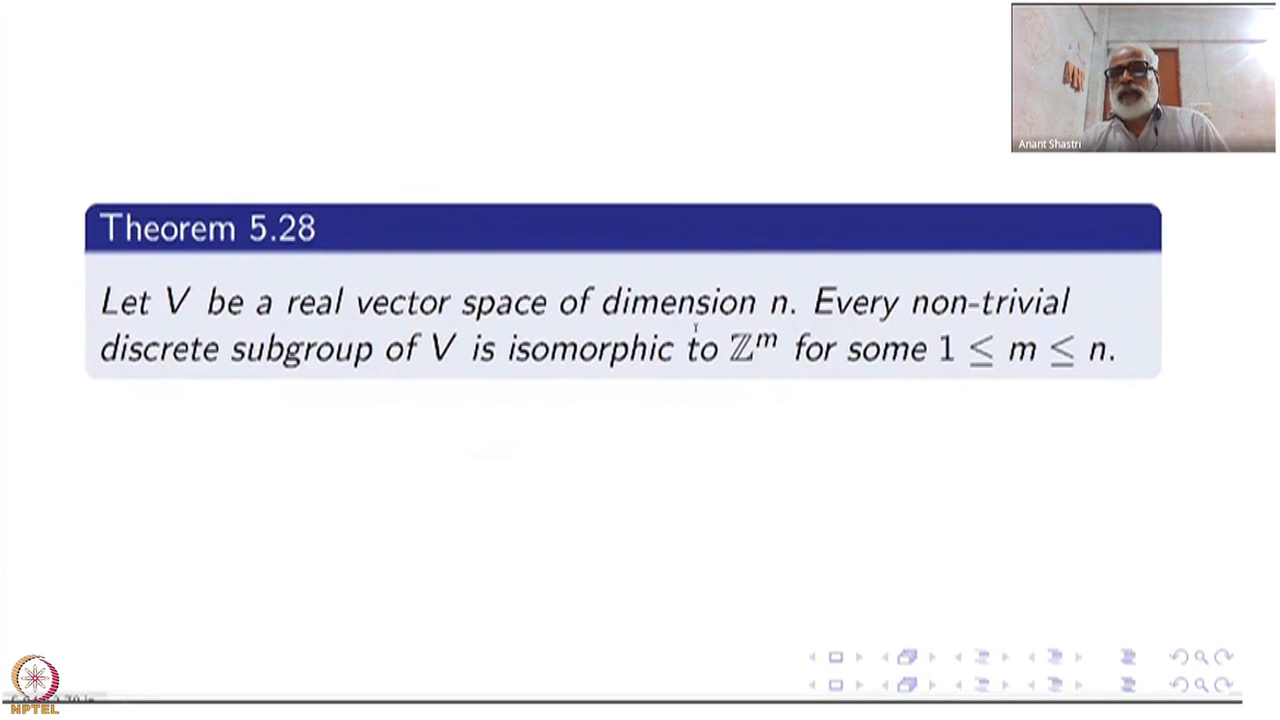 Anant Shastri
Theorem 5.28
Let V be a real vector space of dimension n. Every non-trivial
discrete subgroup of V is isomorphic to ℤᵐ for some 1 ≤ m ≤ n.
NPTEL